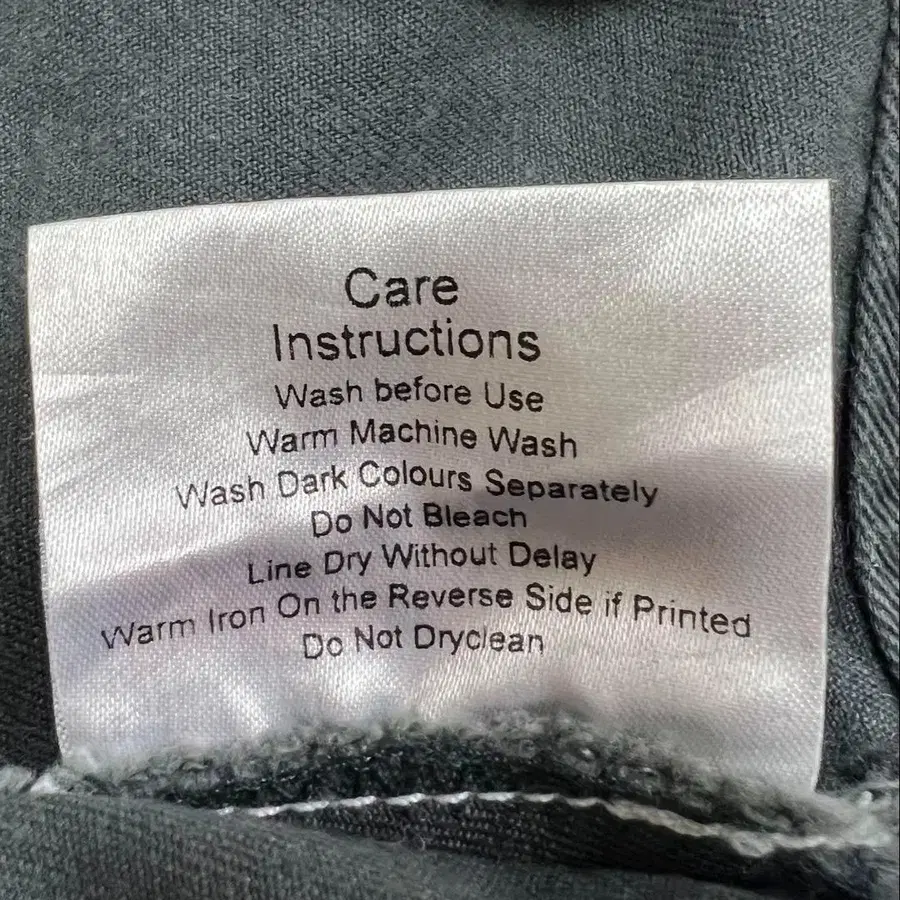 Care
Instructions
Wash before Use
Warm Machine Wash
Wash Dark Colours Separately
Do Not Bleach
Line Dry Without Delay
Warm Iron On the Reverse Side if Printed
Do Not Dryclean